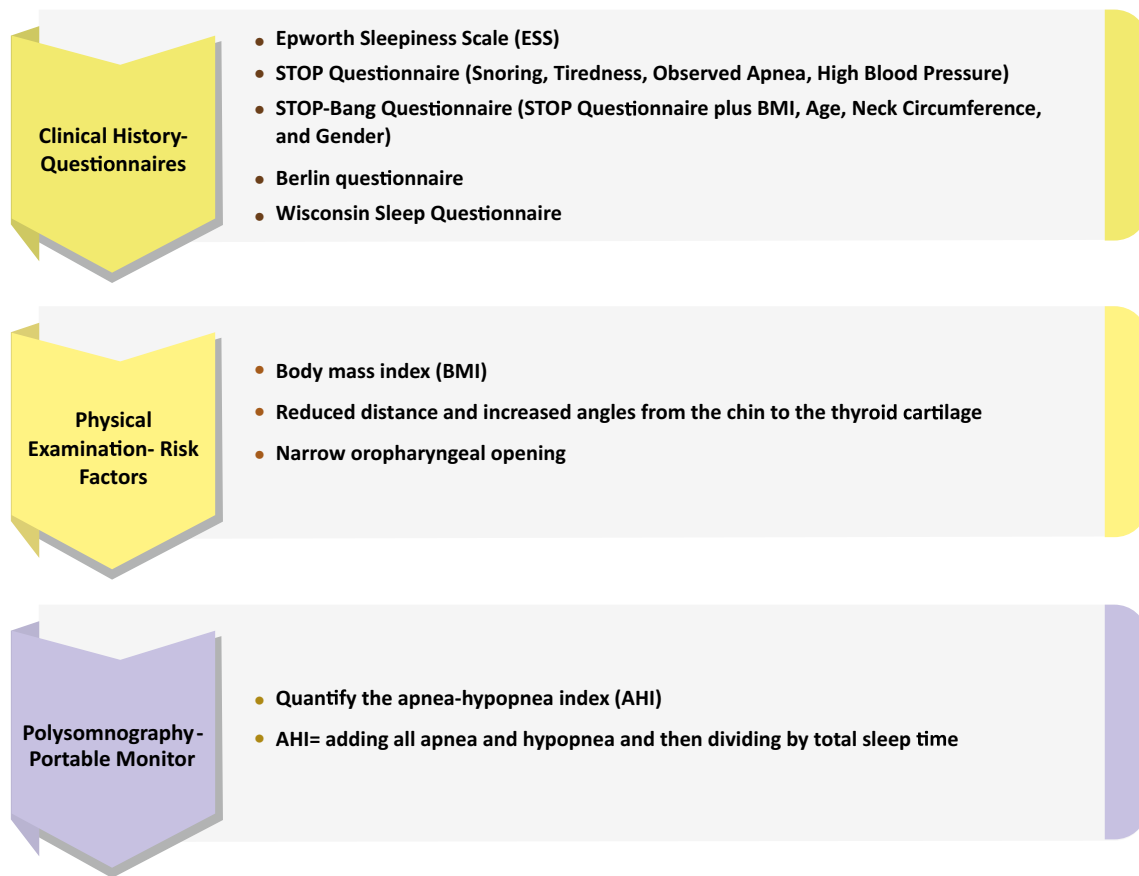 Clinical History-
Questionnaires
• Epworth Sleepiness Scale (ESS)
• STOP Questionnaire (Snoring, Tiredness, Observed Apnea, High Blood Pressure)
• STOP-Bang Questionnaire (STOP Questionnaire plus BMI, Age, Neck Circumference,
and Gender)
• Berlin questionnaire
• Wisconsin Sleep Questionnaire
Physical
Examination- Risk
Factors
• Body mass index (BMI)
• Reduced distance and increased angles from the chin to the thyroid cartilage
• Narrow oropharyngeal opening
Polysomnography-
Portable Monitor
• Quantify the apnea-hypopnea index (AHI)
• AHI= adding all apnea and hypopnea and then dividing by total sleep time